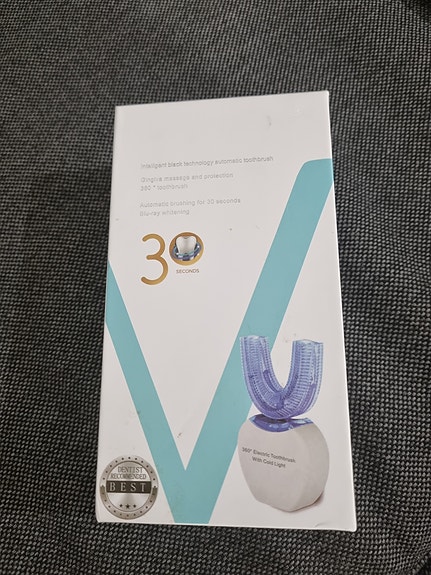 Intelligent black technology automatic toothbrush
Gingiva massage and protection
360 ° toothbrush
Automatic brushing for 30 seconds
blu-ray whitening
30
SECONDS
360° Electric Toothbrush
With Cold Light
DENTIST
RECOMMENDED
BEST